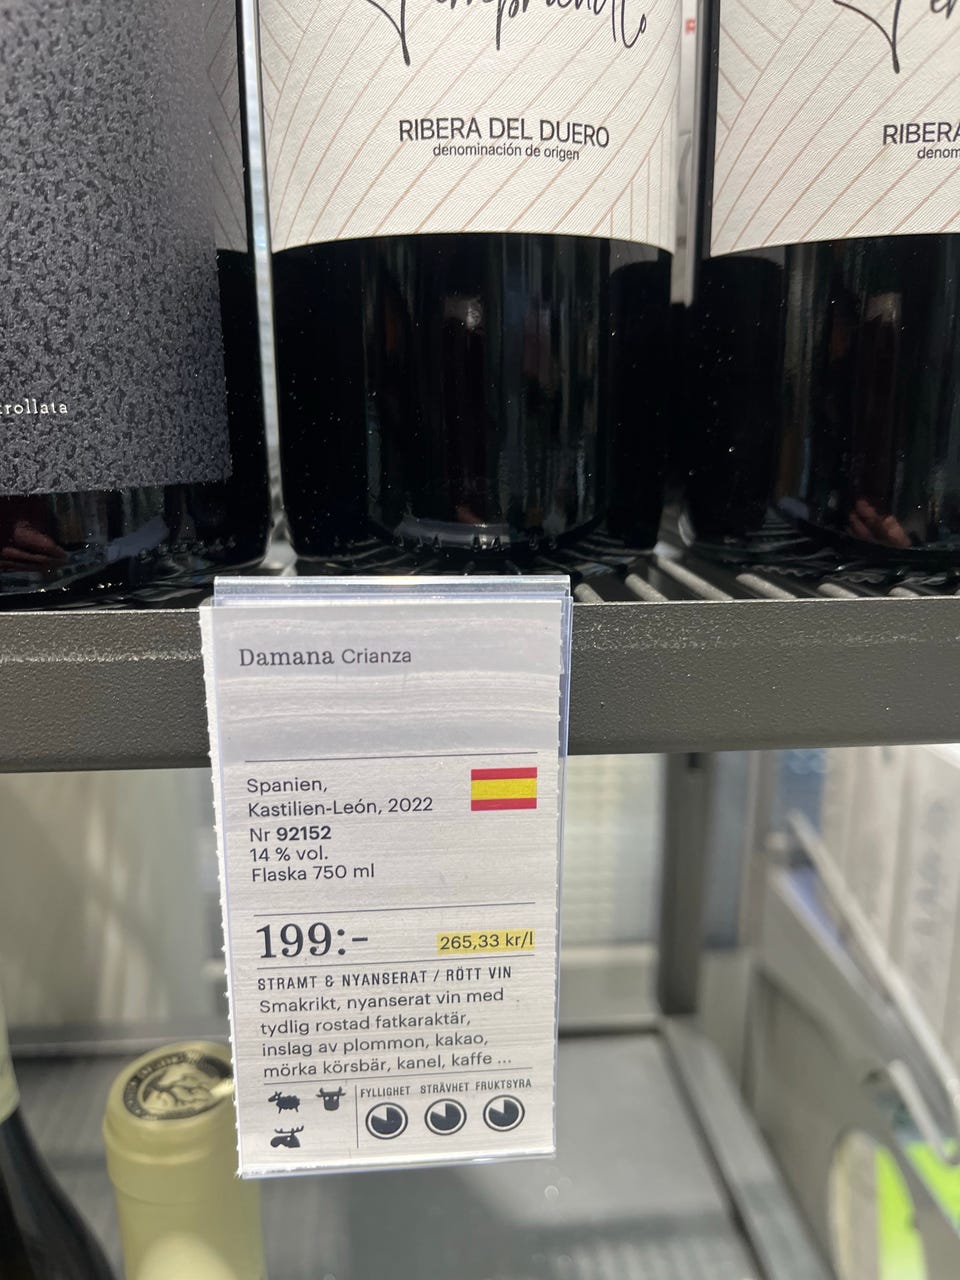 RIBERA DEL DUERO
denominación de origen
RIBERA
denom
rollata
Damana Crianza
Spanien,
Kastilien-León, 2022
Nr 92152
14 % vol.
Flaska 750 ml
199:-
265,33 kr/l
STRAMT & NYANSERAT / RÖTT VIN
Smakrikt, nyanserat vin med
tydlig rostad fatkaraktär,
inslag av plommon, kakao,
mörka körsbär, kanel, kaffe ...
FYLLIGHET STRÄVHET FRUKTSYRA